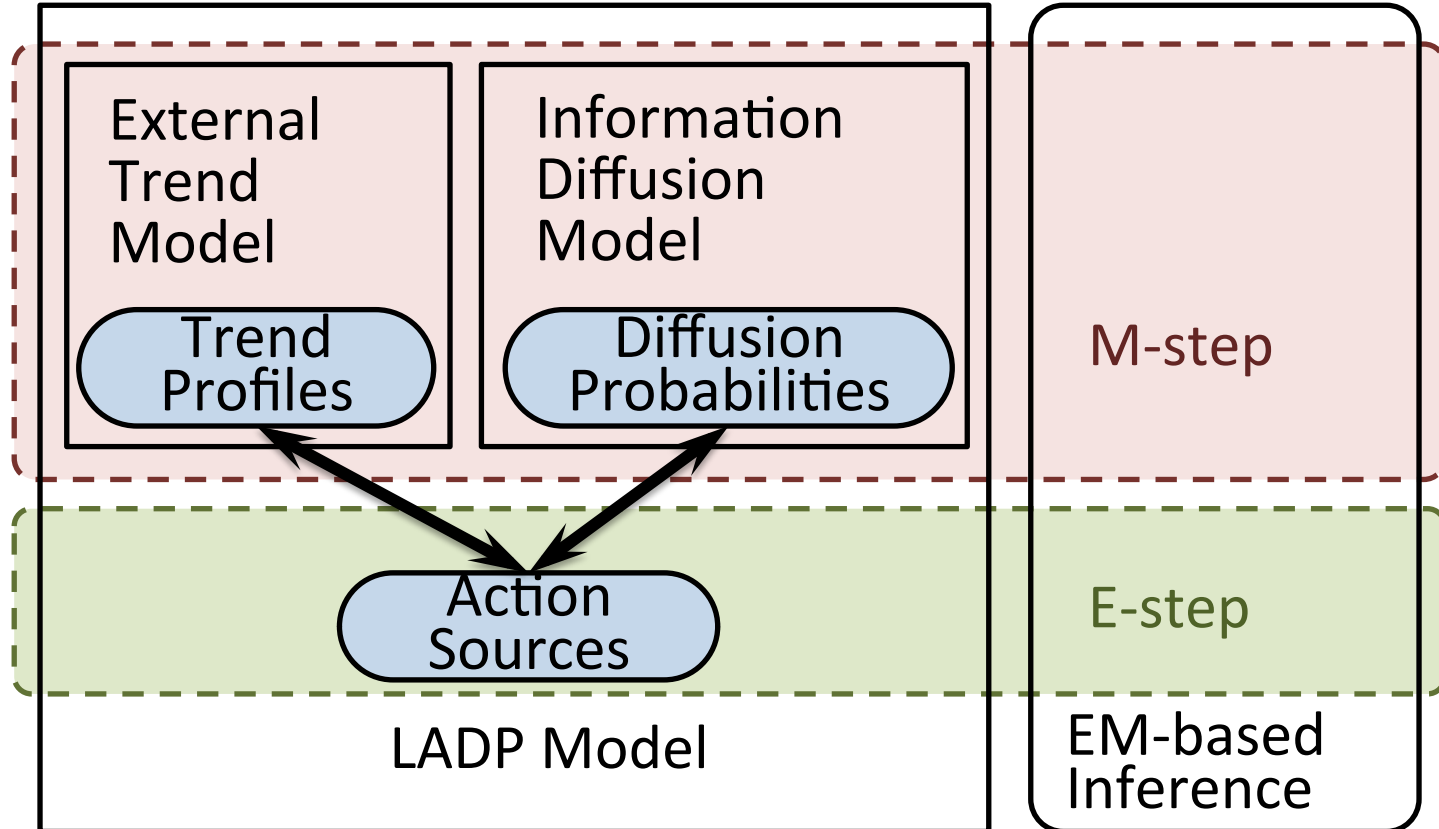 External
Trend
Model
Information
Diffusion
Model
Trend
Profiles
Diffusion
Probabilities
M-step
Action
Sources
E-step
LADP Model
EM-based
Inference